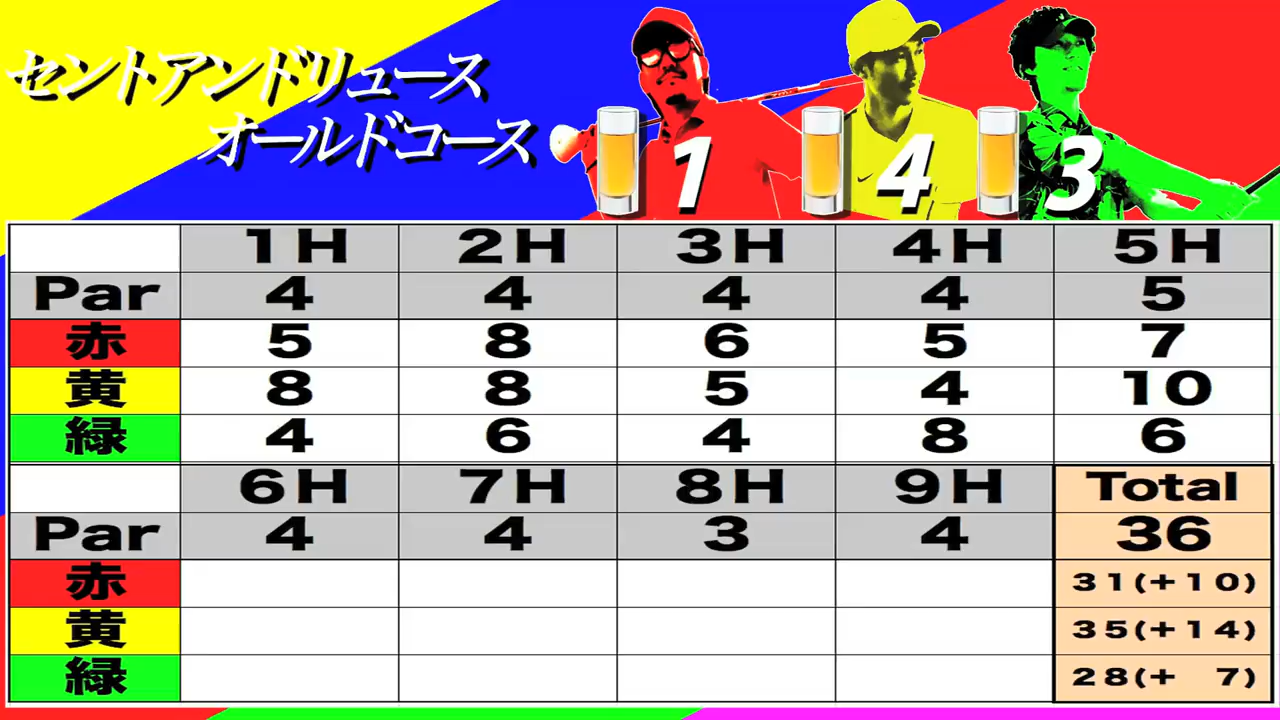 セントアンドリュース
オールドコース
1 4 3
1H 2H 3H 4H 5H
Par 4 4 4 4 5
赤 5 8 6 5 7
黄 8 8 5 4 10
緑 4 6 4 8 6
6H 7H 8H 9H Total
Par 4 4 3 4 36
赤 31(+10)
黄 35(+14)
緑 28(+ 7)